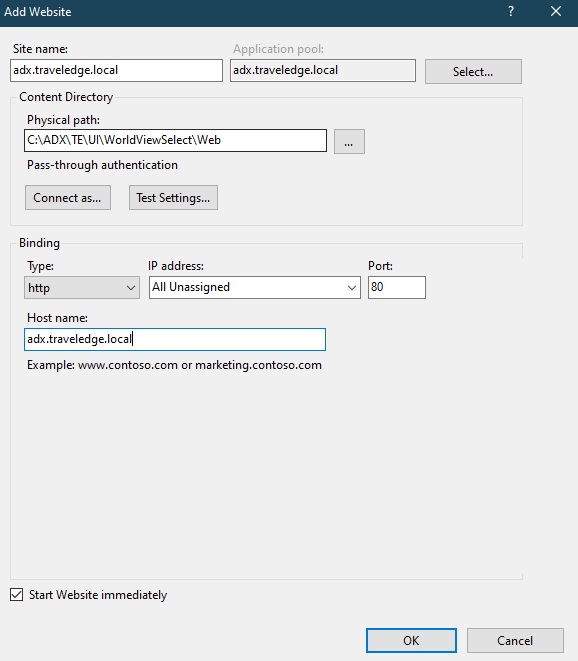 Add Website
?
Site name:
Application pool:
adx.traveledge.local
adx.traveledge.local
Select...
Content Directory
Physical path:
C:\ADX\TE\UI\WorldViewSelect\Web
...
Pass-through authentication
Connect as...
Test Settings...
Binding
Type:
IP address:
Port:
http
All Unassigned
80
Host name:
adx.traveledge.local
Example: www.contoso.com or marketing.contoso.com
Start Website immediately
OK
Cancel